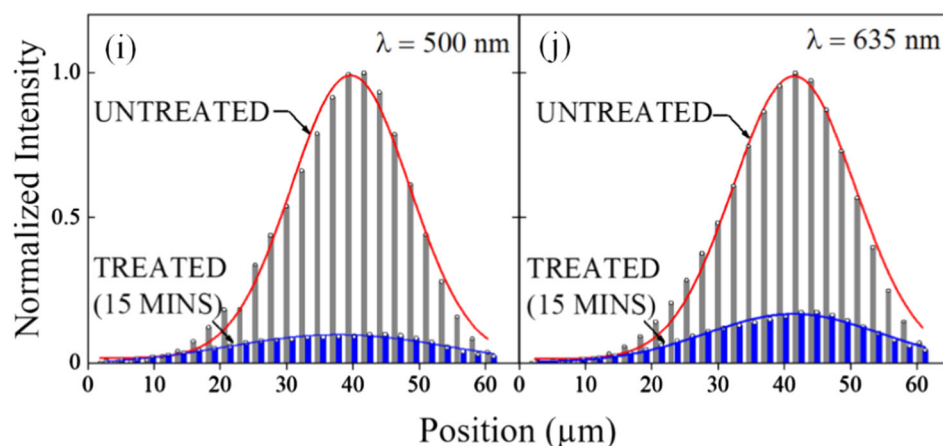 (i)
λ = 500 nm
(j)
λ = 635 nm
Normalized Intensity
1.0
0.5
0
UNTREATED
TREATED
(15 MINS)
UNTREATED
TREATED
(15 MINS)
0 10 20 30 40 50 60
0 10 20 30 40 50 60
Position (µm)